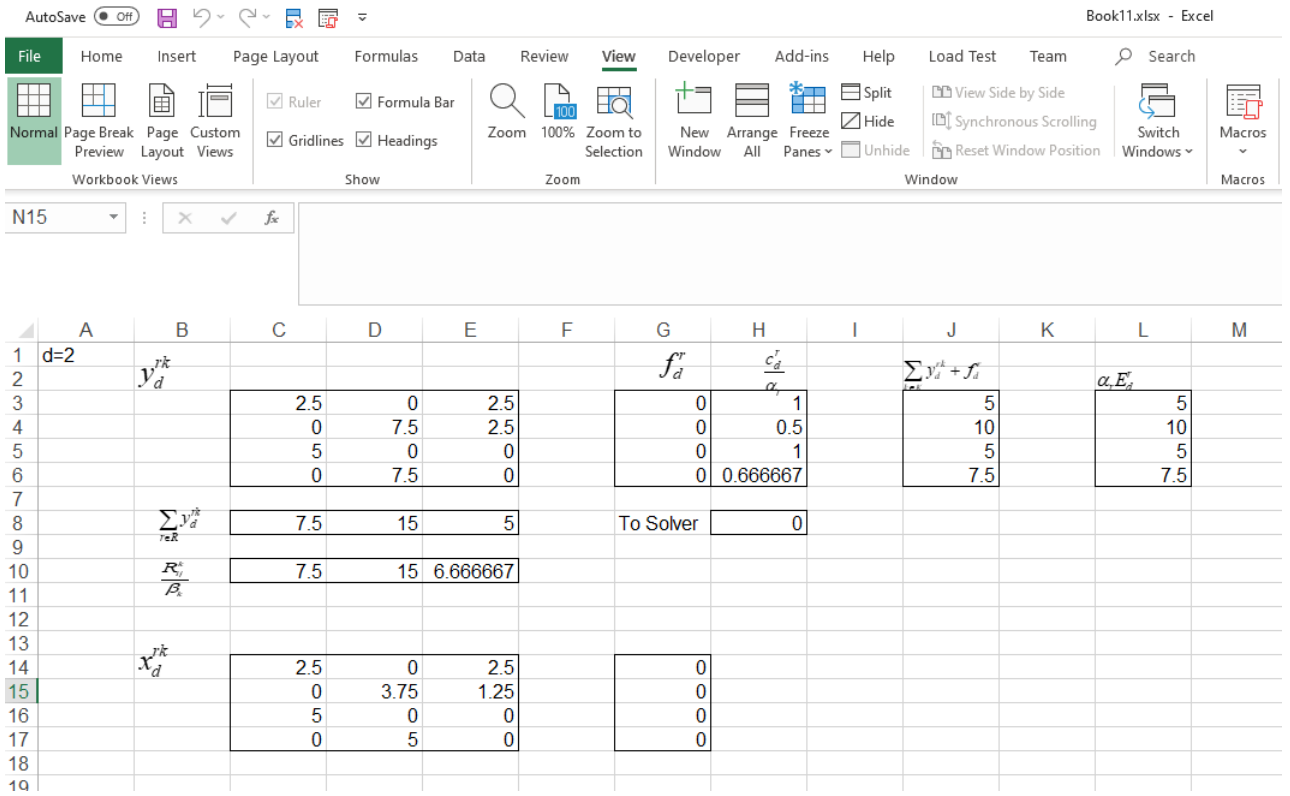 AutoSave Off Book11.xlsx - Excel
File Home Insert Page Layout Formulas Data Review View Developer Add-ins Help Load Test Team Search
Normal Page Break Preview Page Layout Custom Views
Ruler Formula Bar
Gridlines Headings
Zoom 100% Zoom to Selection
New Window Arrange All Freeze Panes
Split
Hide
Unhide
View Side by Side
Synchronous Scrolling
Reset Window Position
Switch Windows
Macros
Workbook Views Show Zoom Window Macros
N15 fx
A B C D E F G H I J K L M
1 d=2
2 y_d^{rk} f_d^r c_d^r/α_r ∑ y_d^{rk} + f_d^r α_r E_d^r
3 2.5 0 2.5 0 1 5 5
4 0 7.5 2.5 0 0.5 10 10
5 5 0 0 0 1 5 5
6 0 7.5 0 0 0.666667 7.5 7.5
7
8 ∑_{r∈R} y_d^{rk} 7.5 15 5 To Solver 0
9
10 R_{ij}^k/β_k 7.5 15 6.666667
11
12
13
14 x_d^{rk} 2.5 0 2.5 0
15 0 3.75 1.25 0
16 5 0 0 0
17 0 5 0 0
18
19